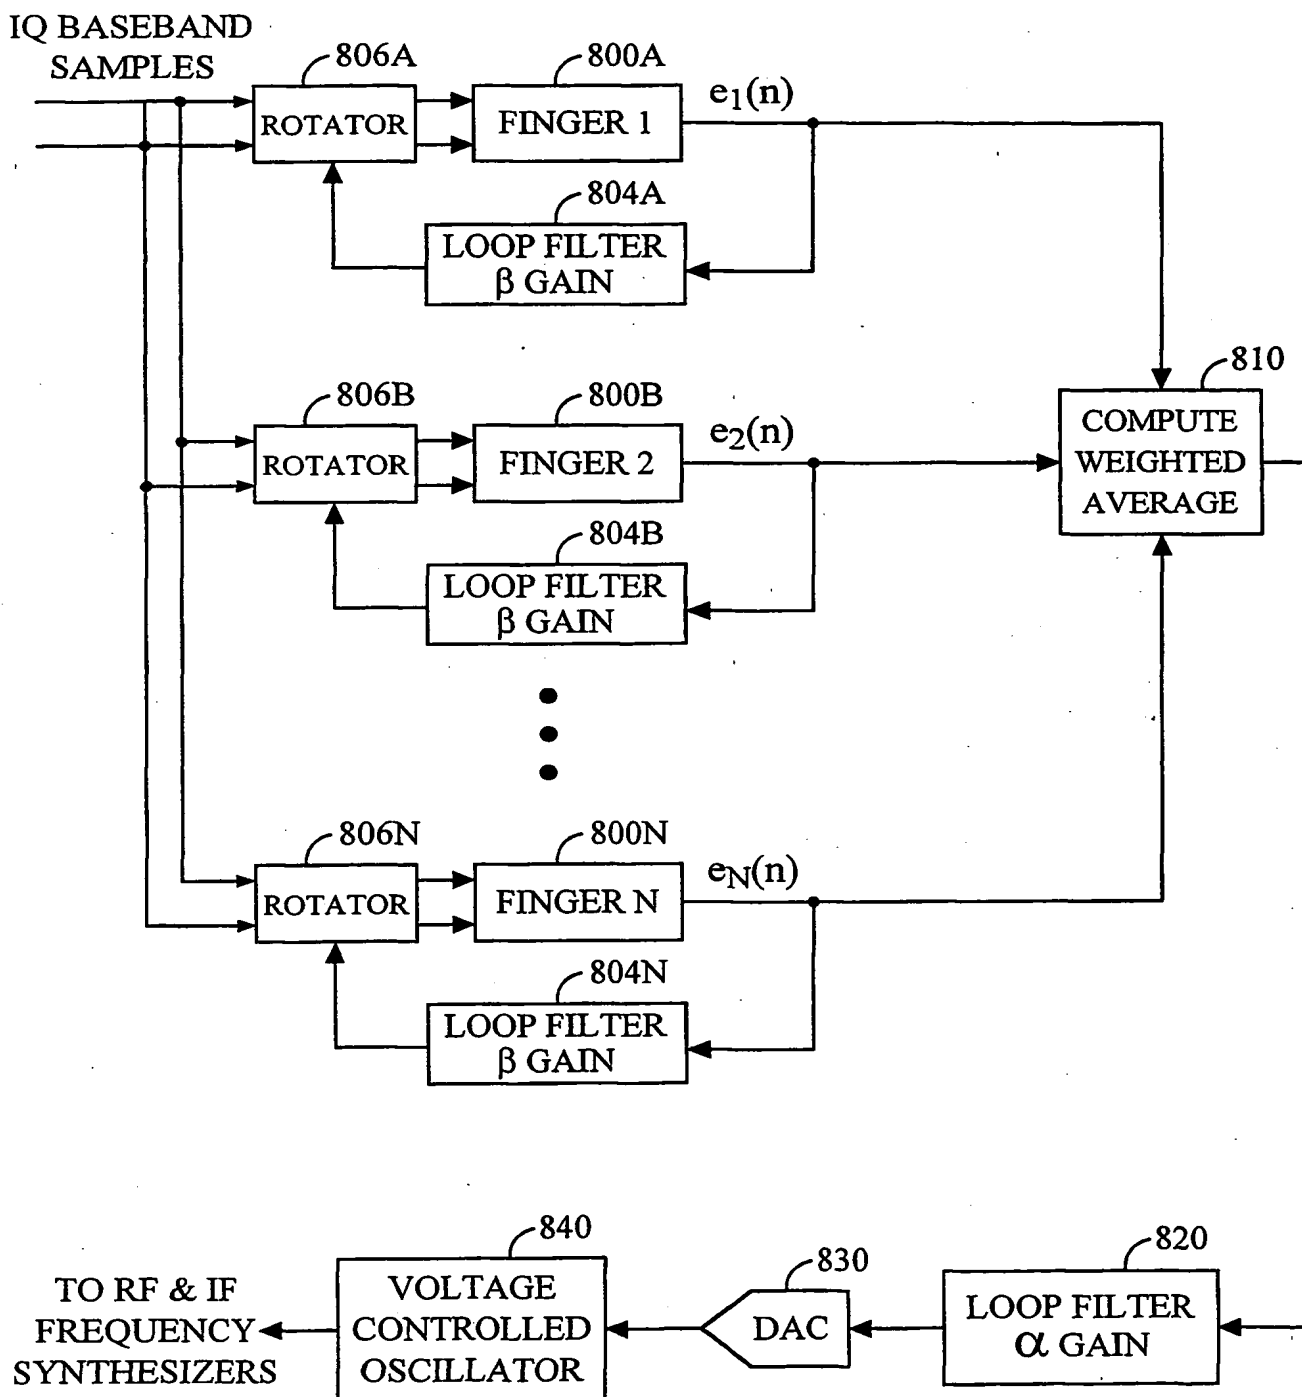 IQ BASEBAND
SAMPLES
806A
800A
ROTATOR
FINGER 1
e1(n)
804A
LOOP FILTER
β GAIN
806B
800B
ROTATOR
FINGER 2
e2(n)
810
COMPUTE
WEIGHTED
AVERAGE
804B
LOOP FILTER
β GAIN
806N
800N
ROTATOR
FINGER N
eN(n)
804N
LOOP FILTER
β GAIN
TO RF & IF
FREQUENCY
SYNTHESIZERS
840
VOLTAGE
CONTROLLED
OSCILLATOR
830
DAC
820
LOOP FILTER
α GAIN